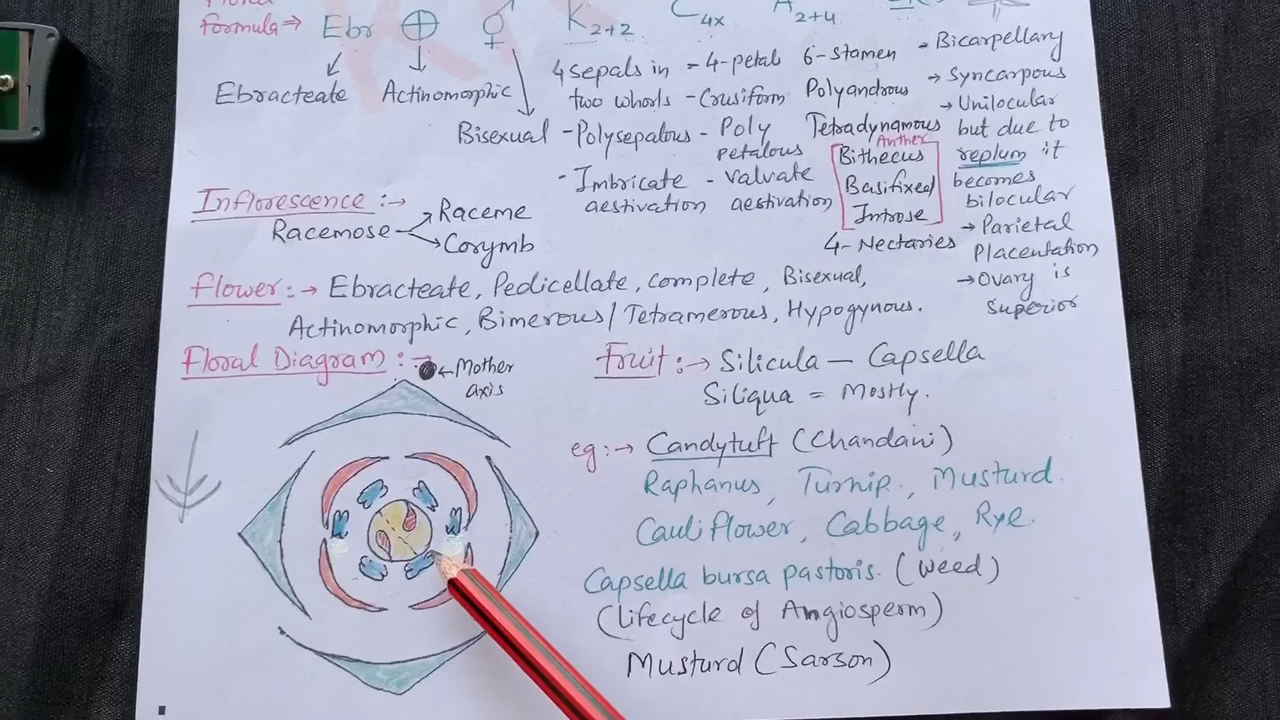 formula→ Ebr ⊕ ⚥ K2+2 C4x A2+4
Ebracteate Actinomorphic
Bisexual
4 sepals in
two whorls
-Polysepalous
- Imbricate
aestivation
- 4-petal
- Crusiform
- Poly
petalous
- valvate
aestivation
6-stamen
Polyandrous
Tetradynamous
Anther
Bithecus
Basifixed
Introse
4-Nectaries
- Bicarpellary
→ Syncarpous
→ Unilocular
but due to
replum it
becomes
bilocular
→ Parietal
Placentation
→ Ovary is
Superior
Inflorescence :→
Racemose
Raceme
Corymb
flower:→ Ebracteate, Pedicellate, complete, Bisexual,
Actinomorphic, Bimerous/Tetramerous, Hypogynous.
Floral Diagram :→
←Mother
axis
Fruit:→ Silicula — Capsella
Siliqua = Mostly.
eg:→ Candytuft (Chandani)
Raphanus, Turnip, Musturd.
Cauliflower, Cabbage, Rye.
Capsella bursa pastoris. (weed)
(Lifecycle of Angiosperm)
Musturd (Sarson)